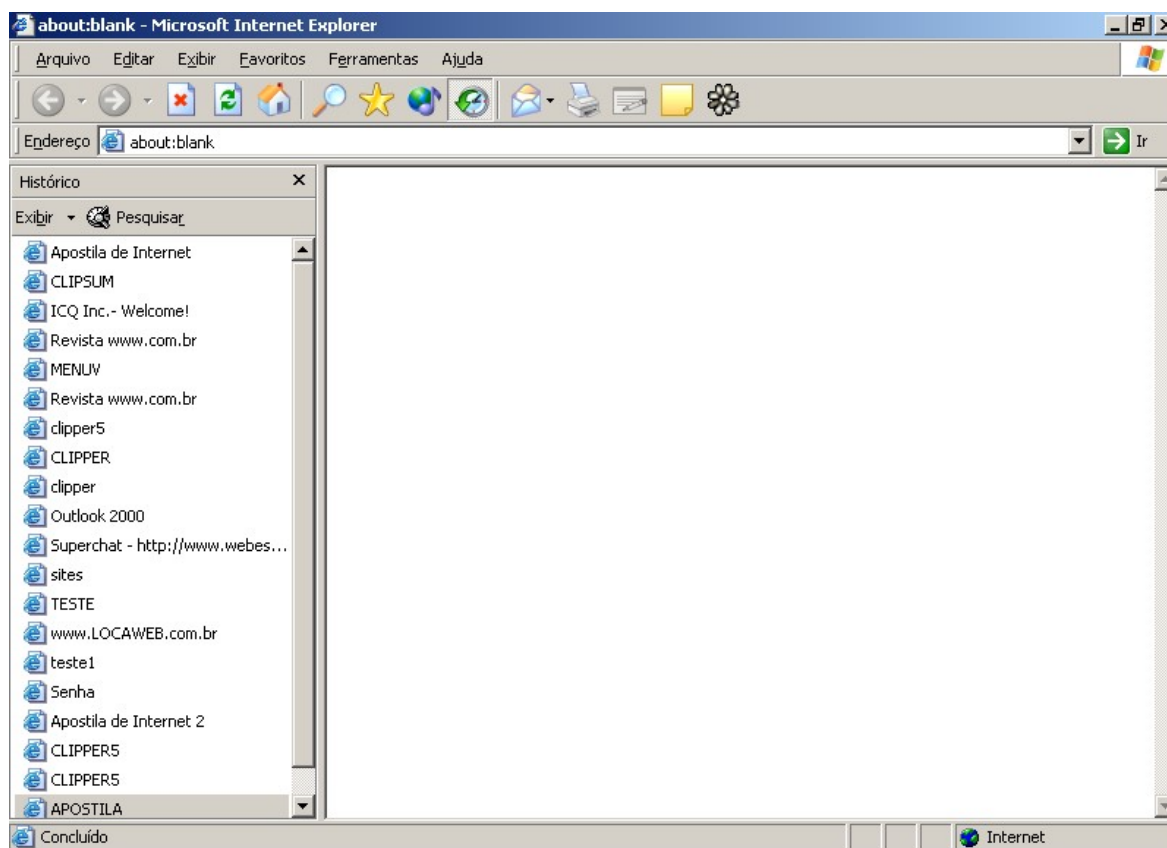 about:blank - Microsoft Internet Explorer
Arquivo Editar Exibir Favoritos Ferramentas Ajuda
Endereço about:blank Ir
Histórico
Exibir Pesquisar
Apostila de Internet
CLIPSUM
ICQ Inc.- Welcome!
Revista www.com.br
MENUV
Revista www.com.br
clipper5
CLIPPER
clipper
Outlook 2000
Superchat - http://www.webes...
sites
TESTE
www.LOCAWEB.com.br
teste1
Senha
Apostila de Internet 2
CLIPPER5
CLIPPER5
APOSTILA
Concluído Internet